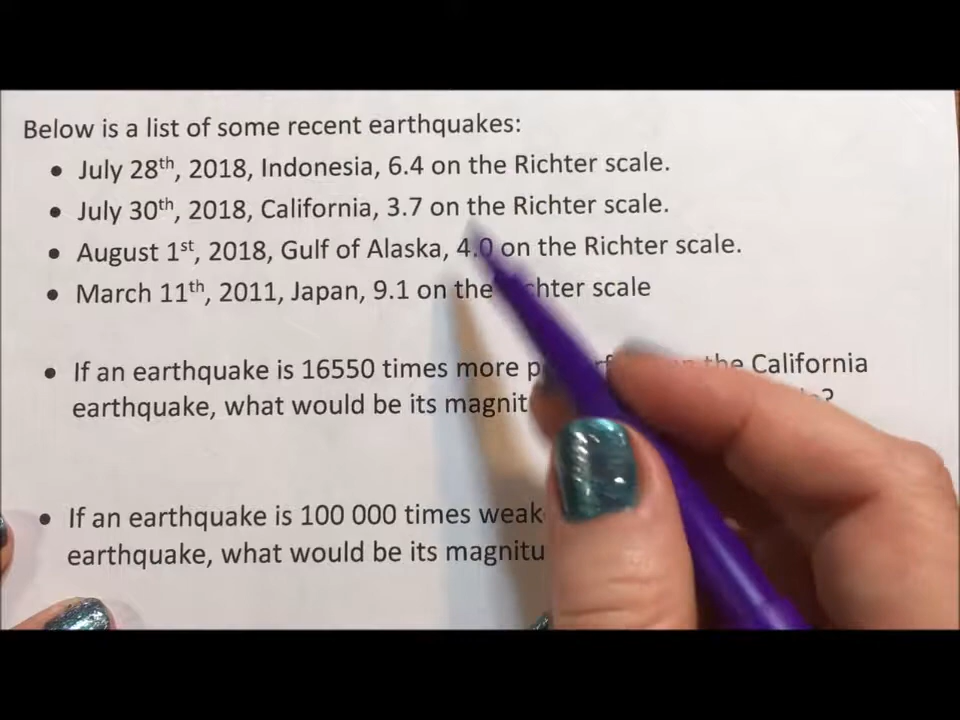 Below is a list of some recent earthquakes:
• July 28th, 2018, Indonesia, 6.4 on the Richter scale.
• July 30th, 2018, California, 3.7 on the Richter scale.
• August 1st, 2018, Gulf of Alaska, 4.0 on the Richter scale.
• March 11th, 2011, Japan, 9.1 on the Richter scale
• If an earthquake is 16550 times more the California
earthquake, what would be its
• If an earthquake is 100 000 times
earthquake, what would be its